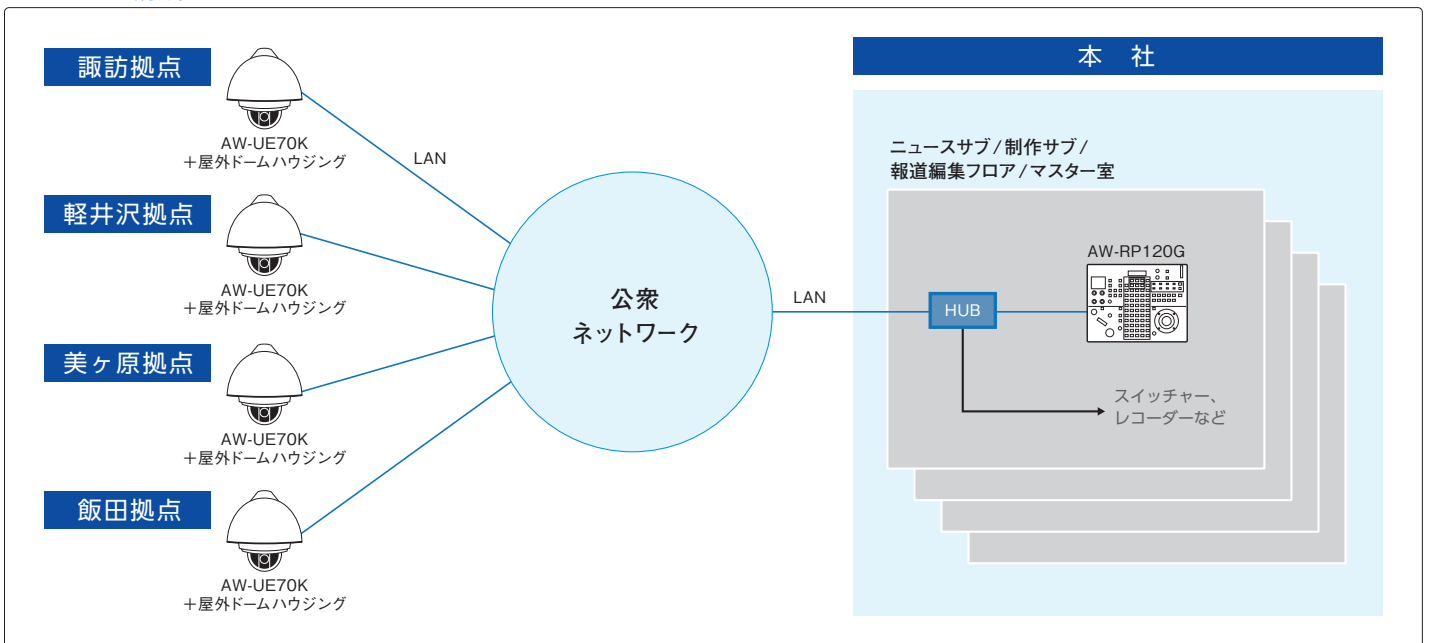 諏訪拠点
AW-UE70K
+屋外ドームハウジング
LAN
軽井沢拠点
AW-UE70K
+屋外ドームハウジング
美ヶ原拠点
AW-UE70K
+屋外ドームハウジング
飯田拠点
AW-UE70K
+屋外ドームハウジング
公衆
ネットワーク
LAN
本 社
ニュースサブ/制作サブ/
報道編集フロア/マスター室
AW-RP120G
HUB
スイッチャー、
レコーダーなど